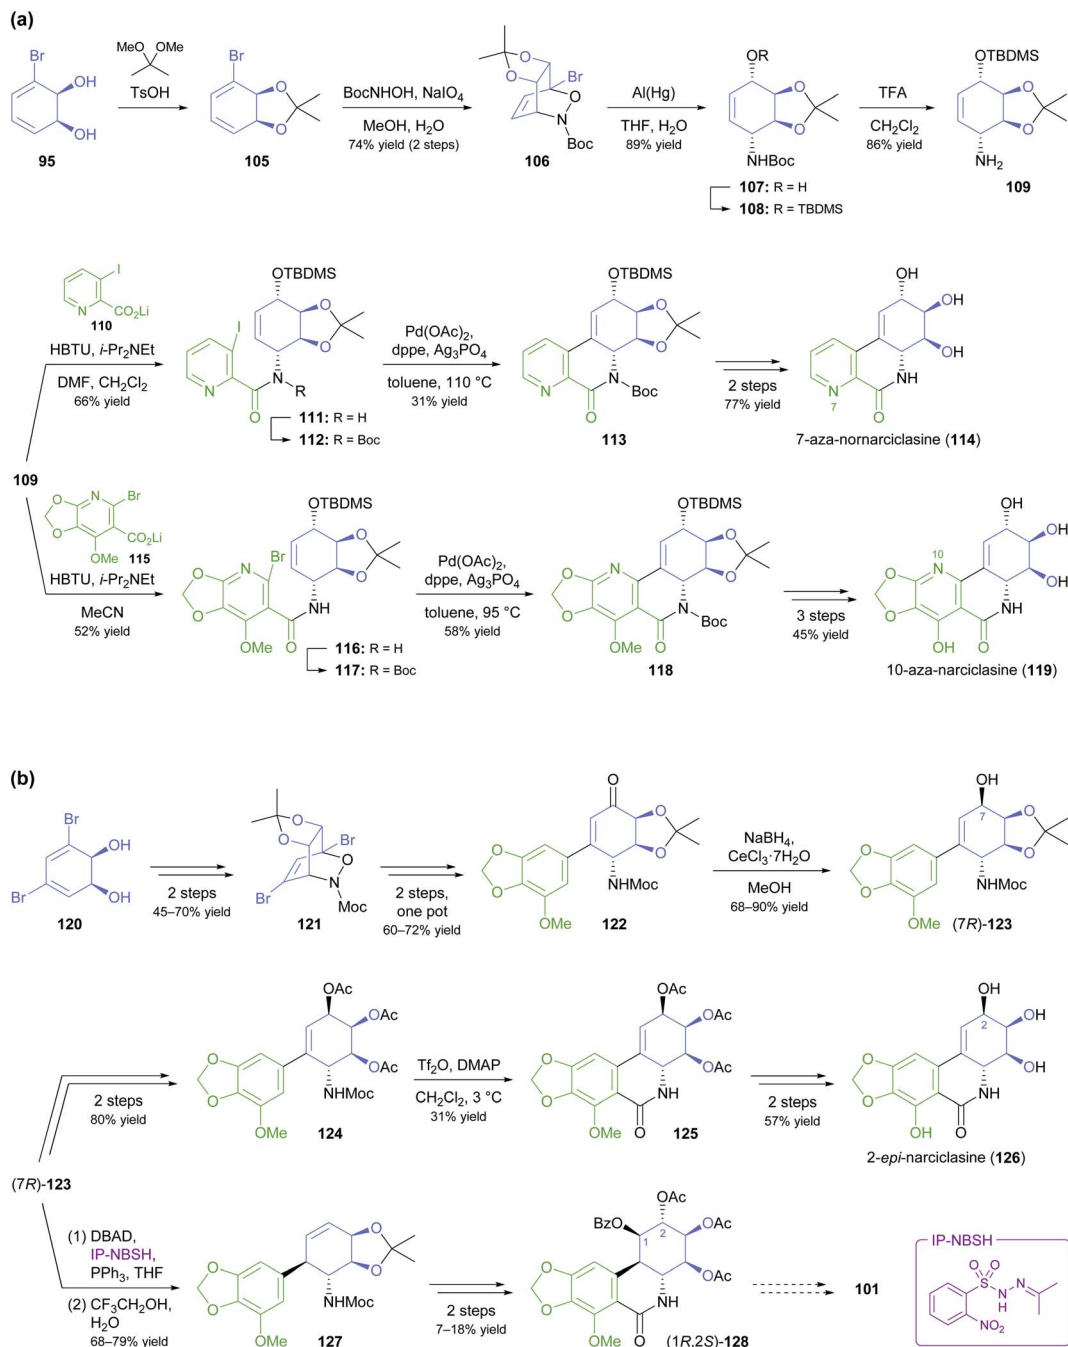 (a)
Br
OH
OH
95
MeO OMe
TsOH
Br
O
O
105
BocNHOH, NaIO4
MeOH, H2O
74% yield (2 steps)
O
O
Br
O
N
Boc
106
Al(Hg)
THF, H2O
89% yield
OR
O
O
NHBoc
107: R = H
108: R = TBDMS
TFA
CH2Cl2
86% yield
OTBDMS
O
O
NH2
109
I
N
CO2Li
110
HBTU, i-Pr2NEt
DMF, CH2Cl2
66% yield
OTBDMS
O
O
I
N
N
R
O
111: R = H
112: R = Boc
Pd(OAc)2,
dppe, Ag3PO4
toluene, 110 °C
31% yield
OTBDMS
O
O
N
N
Boc
O
113
2 steps
77% yield
OH
OH
OH
N
7
NH
O
7-aza-nornarciclasine (114)
109
O
O
N
Br
CO2Li
OMe
115
HBTU, i-Pr2NEt
MeCN
52% yield
OTBDMS
O
O
O
O
N
Br
NH
OMe
O
116: R = H
117: R = Boc
Pd(OAc)2,
dppe, Ag3PO4
toluene, 95 °C
58% yield
OTBDMS
O
O
O
O
N
N
Boc
OMe
O
118
3 steps
45% yield
OH
OH
OH
10
N
O
O
NH
OH
O
10-aza-narciclasine (119)
(b)
Br
OH
OH
Br
120
2 steps
45–70% yield
O
O
Br
O
N
Br
Moc
121
2 steps,
one pot
60–72% yield
O
O
O
O
O
NHMoc
OMe
122
NaBH4,
CeCl3·7H2O
MeOH
68–90% yield
OH
7
O
O
O
O
NHMoc
OMe
(7R)-123
(7R)-123
2 steps
80% yield
OAc
OAc
OAc
O
O
NHMoc
OMe
124
Tf2O, DMAP
CH2Cl2, 3 °C
31% yield
OAc
OAc
OAc
O
O
NH
OMe
O
125
2 steps
57% yield
OH
2
OH
OH
O
O
NH
OH
O
2-epi-narciclasine (126)
(1) DBAD,
IP-NBSH,
PPh3, THF
(2) CF3CH2OH,
H2O
68–79% yield
O
O
O
O
NHMoc
OMe
127
2 steps
7–18% yield
OAc
BzO
2
OAc
1
OAc
O
O
NH
OMe
O
(1R,2S)-128
101
IP-NBSH
O O
S
N
H
N
NO2